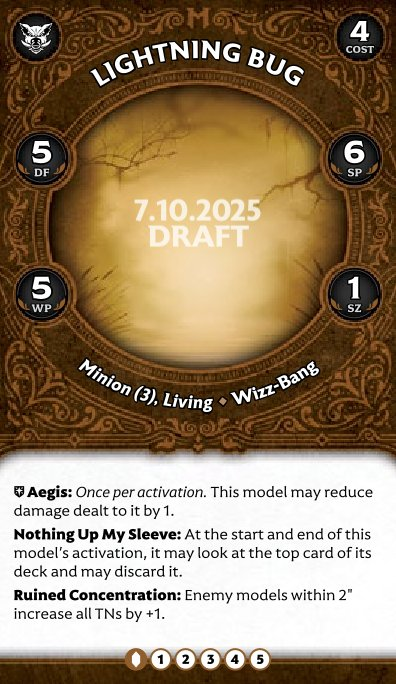 4
COST
LIGHTNING BUG
5
DF
6
SP
7.10.2025
DRAFT
5
WP
1
SZ
Minion (3), Living ⬥ Wizz-Bang
Aegis: Once per activation. This model may reduce
damage dealt to it by 1.
Nothing Up My Sleeve: At the start and end of this
model's activation, it may look at the top card of its
deck and may discard it.
Ruined Concentration: Enemy models within 2"
increase all TNs by +1.
1 2 3 4 5